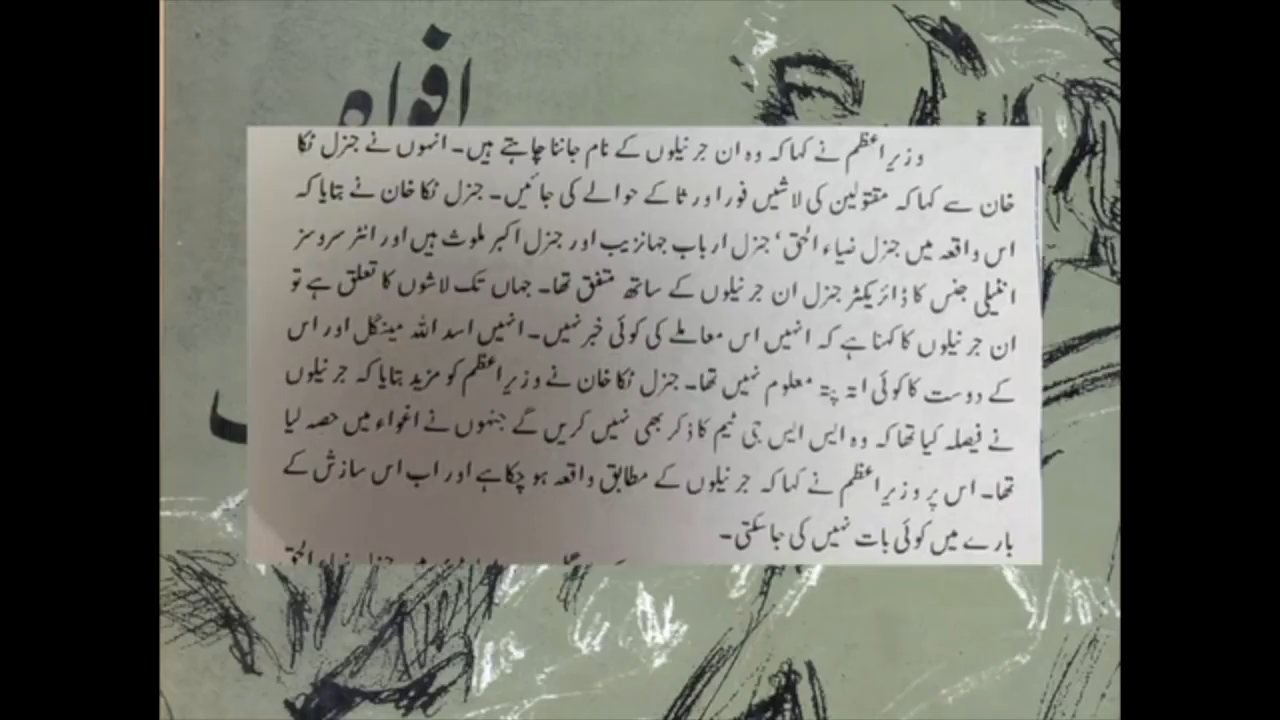 افواہ
وزیراعظم نے کہا کہ وہ ان جرنیلوں کے نام جاننا چاہتے ہیں۔ انہوں نے جنرل ٹکا
خان سے کہا کہ مقتولین کی لاشیں فورا ورثا کے حوالے کی جائیں۔ جنرل ٹکا خان نے بتایا کہ
اس واقعہ میں جنرل ضیاء الحق، جنرل ارباب جہانزیب اور جنرل اکبر ملوث ہیں اور انٹر سروسز
انٹیلی جنس کا ڈائریکٹر جنرل ان جرنیلوں کے ساتھ متفق تھا۔ جہاں تک لاشوں کا تعلق ہے تو
ان جرنیلوں کا کہنا ہے کہ انہیں اس معاملے کی کوئی خبر نہیں۔ انہیں اسد اللہ مینگل اور اس
کے دوست کا کوئی اتہ پتہ معلوم نہیں تھا۔ جنرل ٹکا خان نے وزیراعظم کو مزید بتایا کہ جرنیلوں
نے فیصلہ کیا تھا کہ وہ ایس ایس جی ٹیم کا ذکر بھی نہیں کریں گے جنہوں نے اغواء میں حصہ لیا
تھا۔ اس پر وزیراعظم نے کہا کہ جرنیلوں کے مطابق واقعہ ہو چکا ہے اور اب اس سازش کے
بارے میں کوئی بات نہیں کی جا سکتی۔